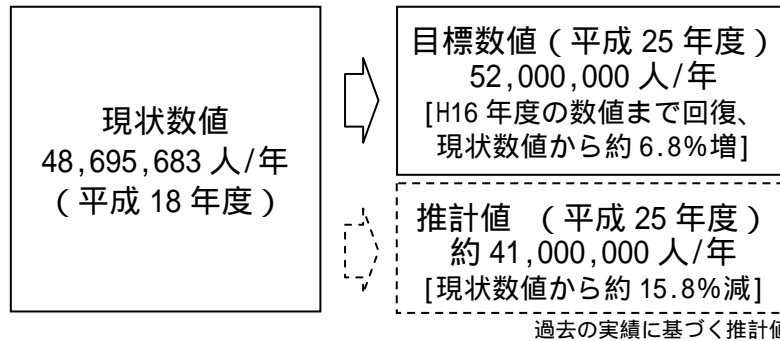 現状数値
48,695,683 人/年
（平成 18 年度）
目標数値（平成 25 年度）
52,000,000 人/年
[H16 年度の数値まで回復、
現状数値から約 6.8%増]
推計値　（平成 25 年度）
約 41,000,000 人/年
[現状数値から約 15.8%減]
過去の実績に基づく推計値